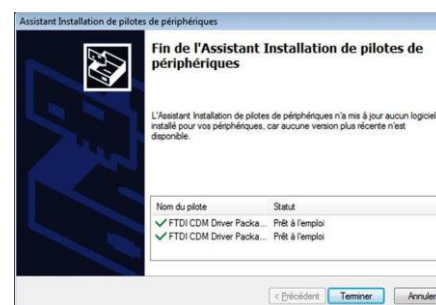 Assistant Installation de pilotes de périphériques
Fin de l'Assistant Installation de pilotes de
périphériques
L'Assistant Installation de pilotes de périphériques n'a mis à jour aucun logiciel
installé pour vos périphériques, car aucune version plus récente n'est
disponible.
Nom du pilote Statut
FTDI CDM Driver Packa... Prêt à l'emploi
FTDI CDM Driver Packa... Prêt à l'emploi
< Précédent Terminer Annuler